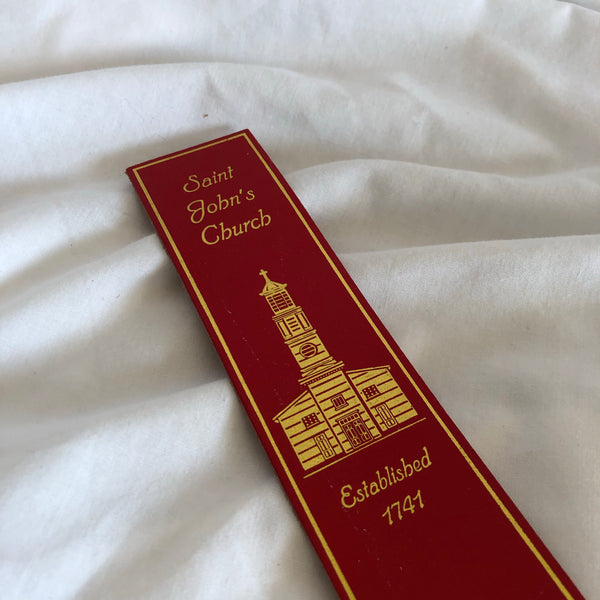 Saint
John's
Church
Established
1741